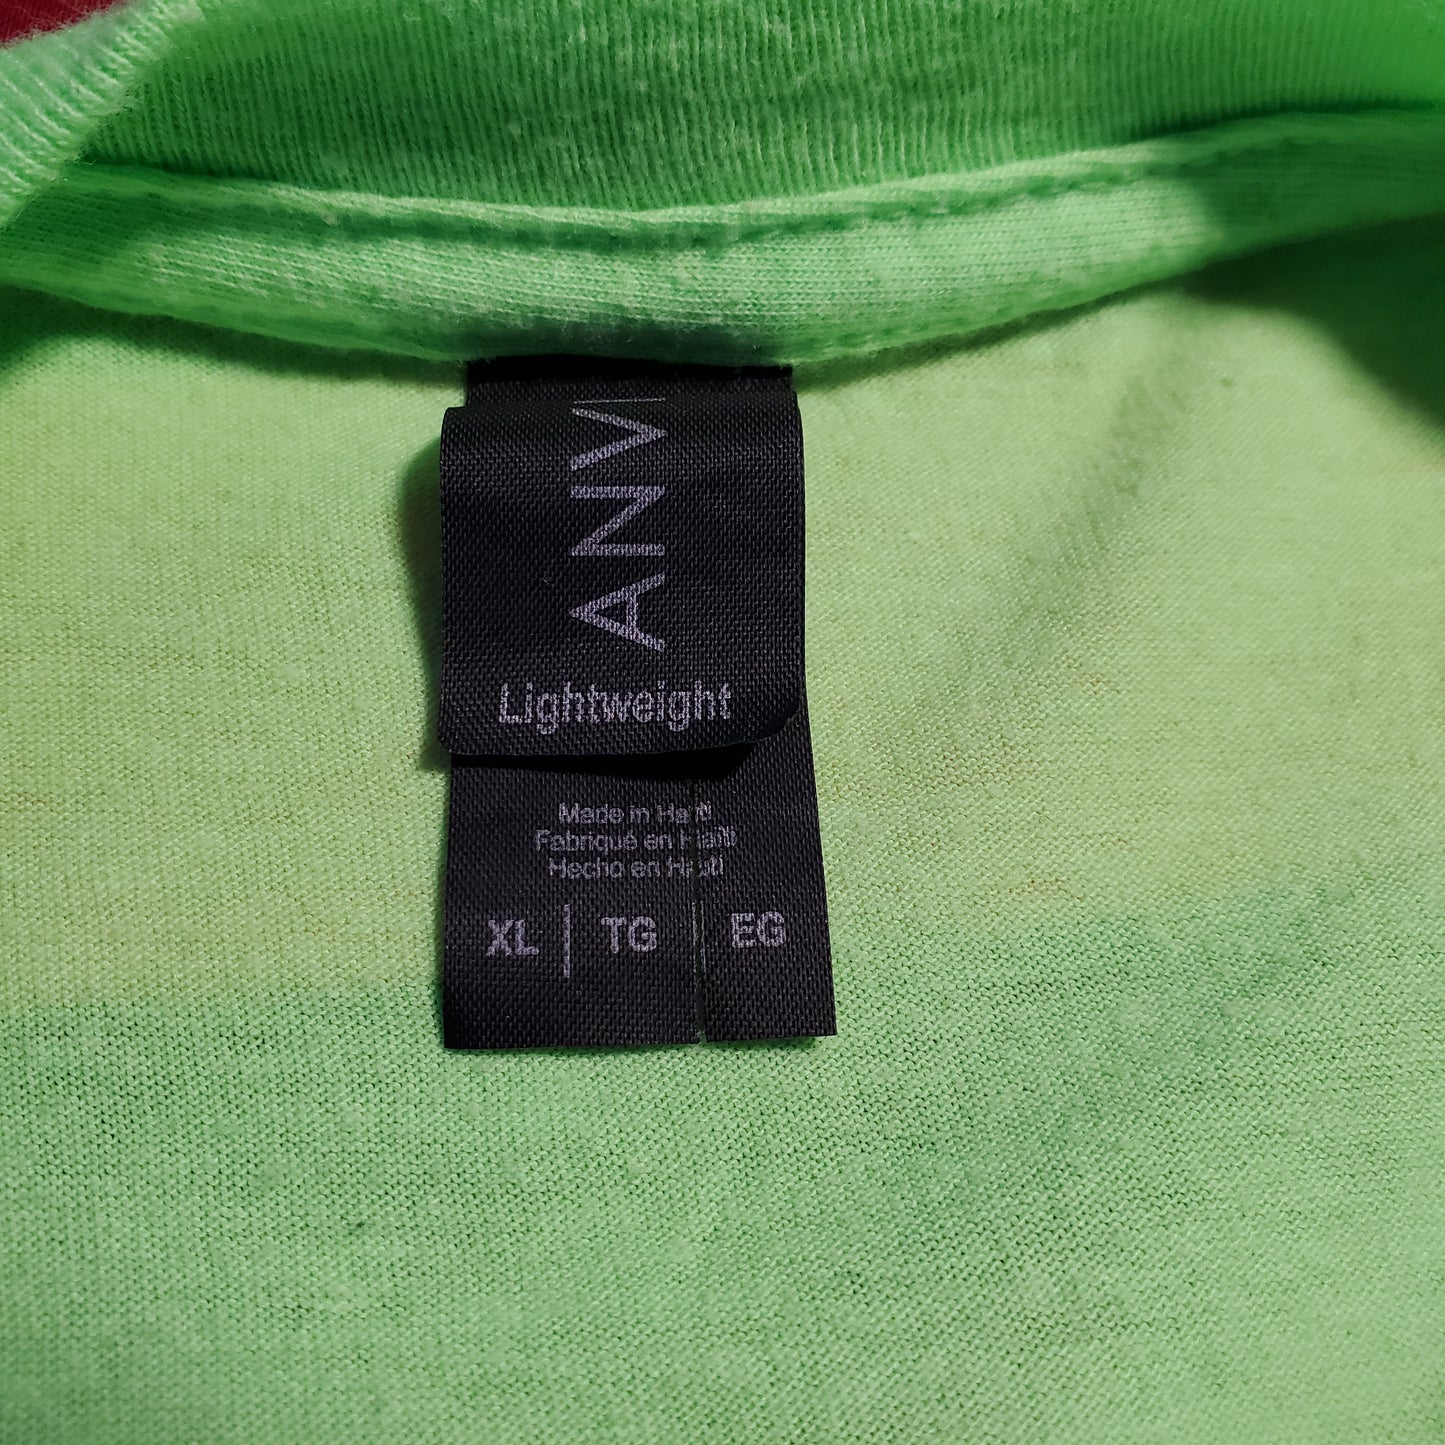 ANV
Lightweight
Made in Haiti
Fabriqué en Haïti
Hecho en Haití
XL | TG EG